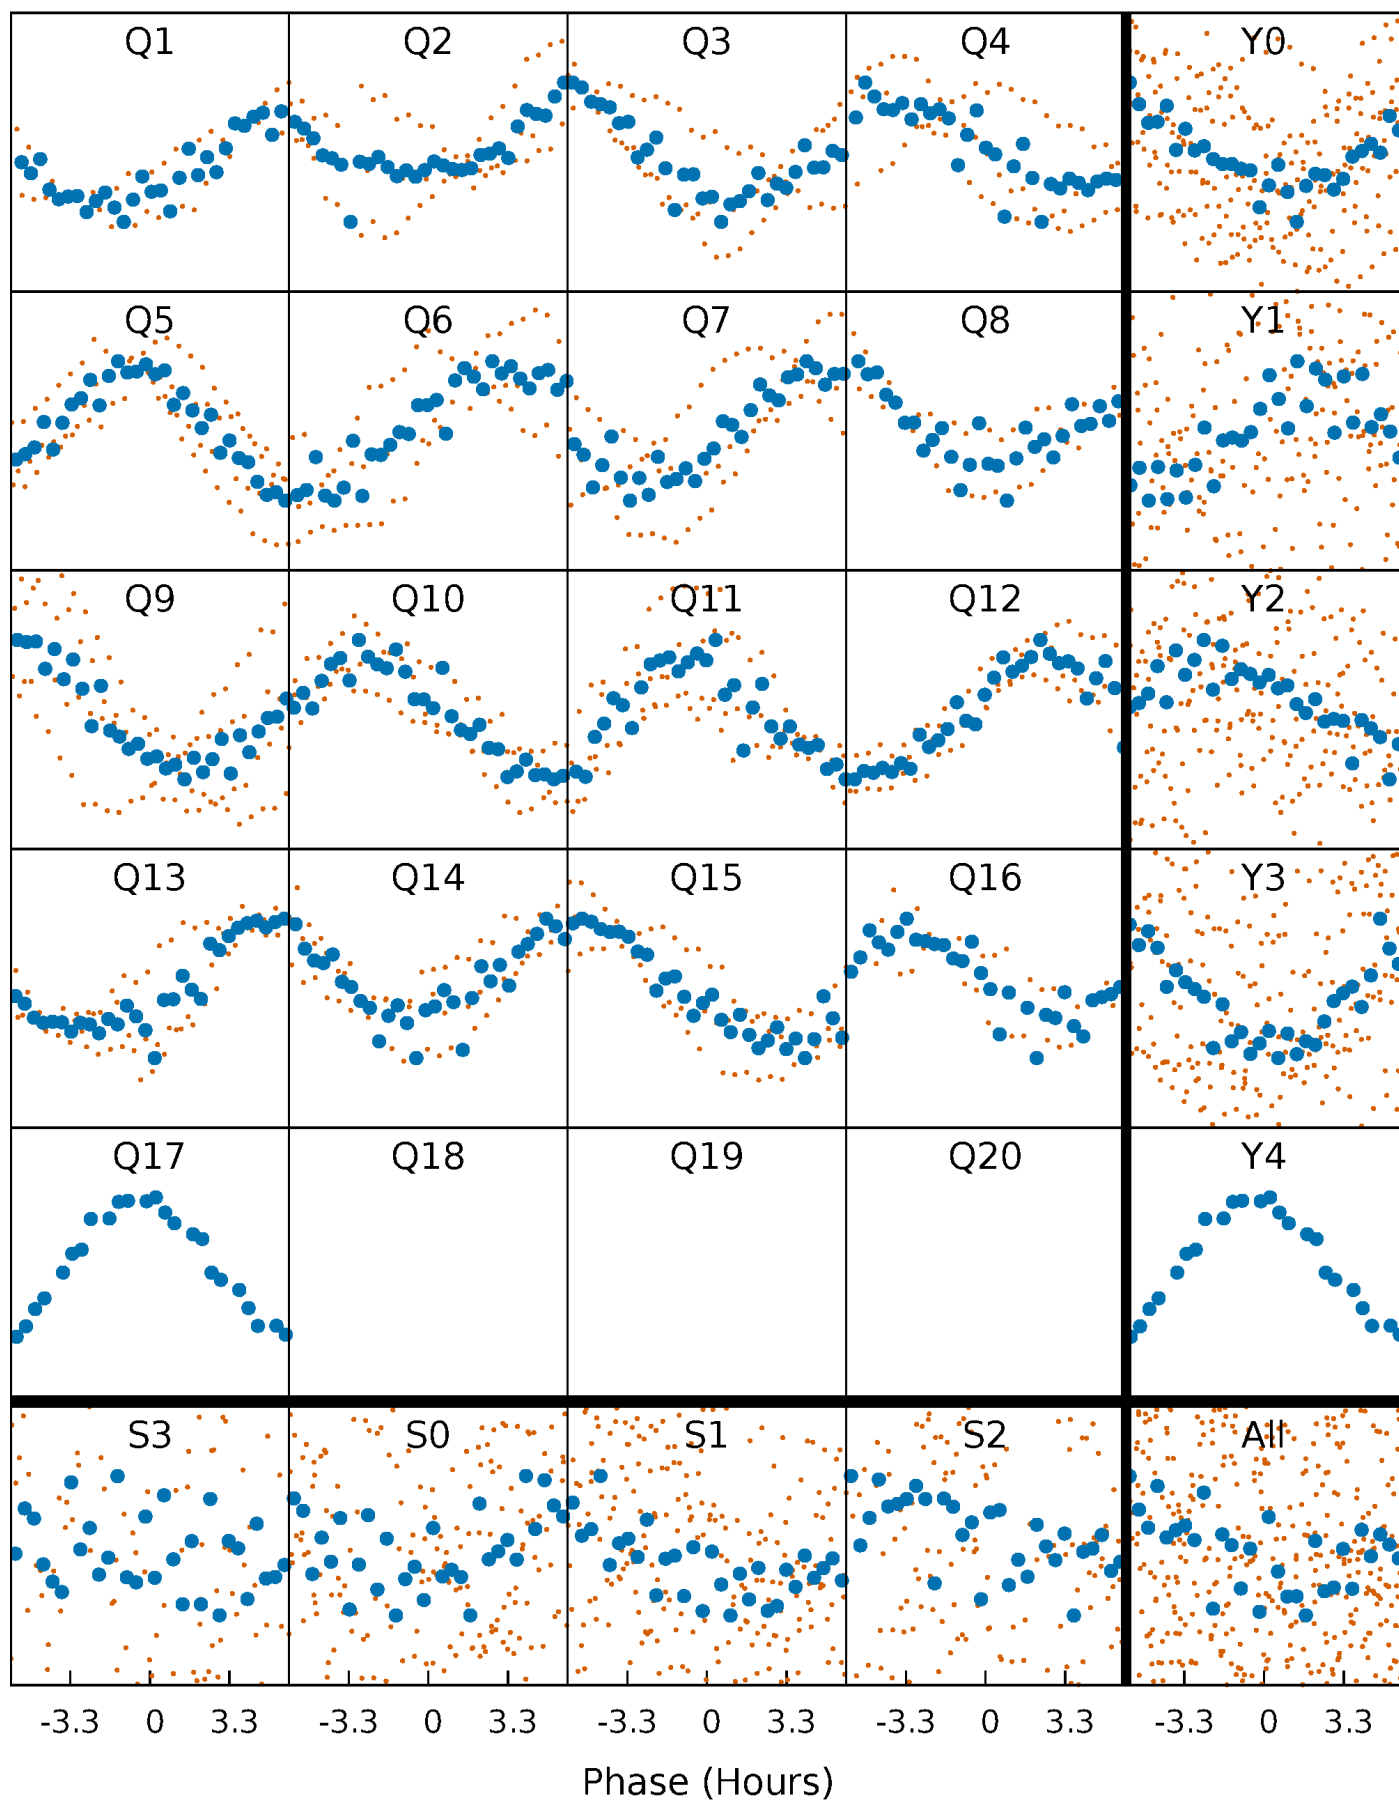 Q1 Q2 Q3 Q4 Y0
Q5 Q6 Q7 Q8 Y1
Q9 Q10 Q11 Q12 Y2
Q13 Q14 Q15 Q16 Y3
Q17 Q18 Q19 Q20 Y4
S3 S0 S1 S2 All
-3.3 0 3.3 -3.3 0 3.3 -3.3 0 3.3 -3.3 0 3.3 -3.3 0 3.3
Phase (Hours)